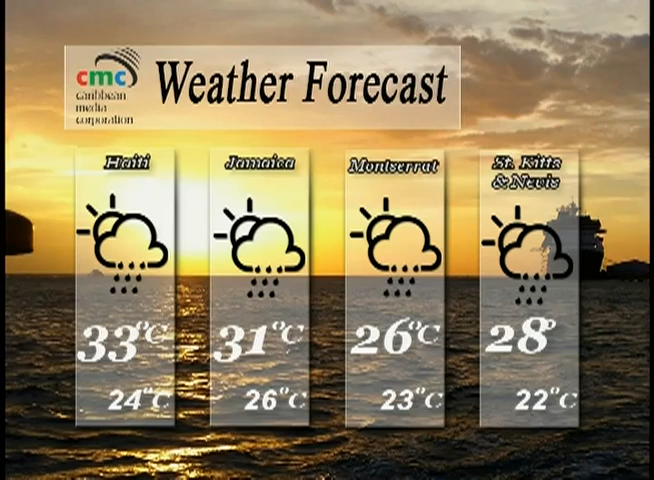 cmc
caribbean
media
corporation
Weather Forecast
Haiti
33°C
24°C
Jamaica
31°C
26°C
Montserrat
26°C
23°C
St. Kitts
& Nevis
28°
22°C